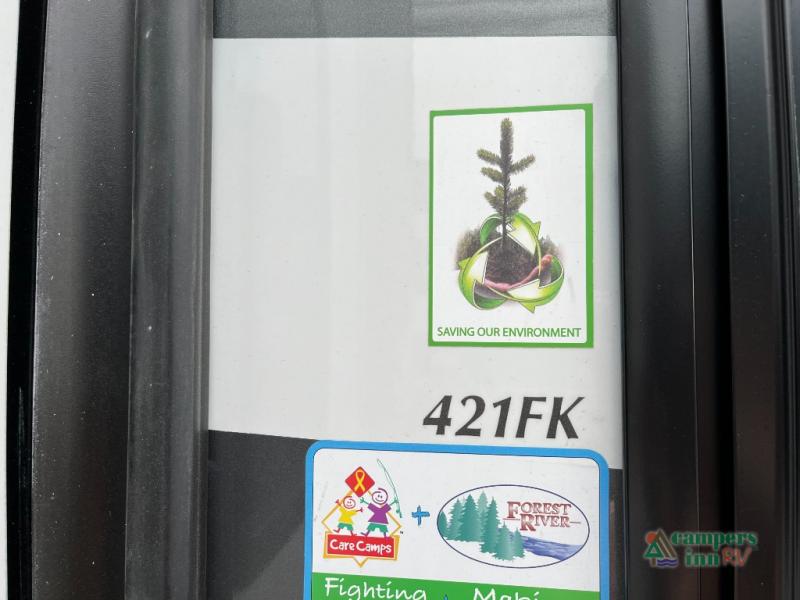 SAVING OUR ENVIRONMENT
421FK
Care Camps
+
FOREST
RIVER
Fighting
campers
inn RV